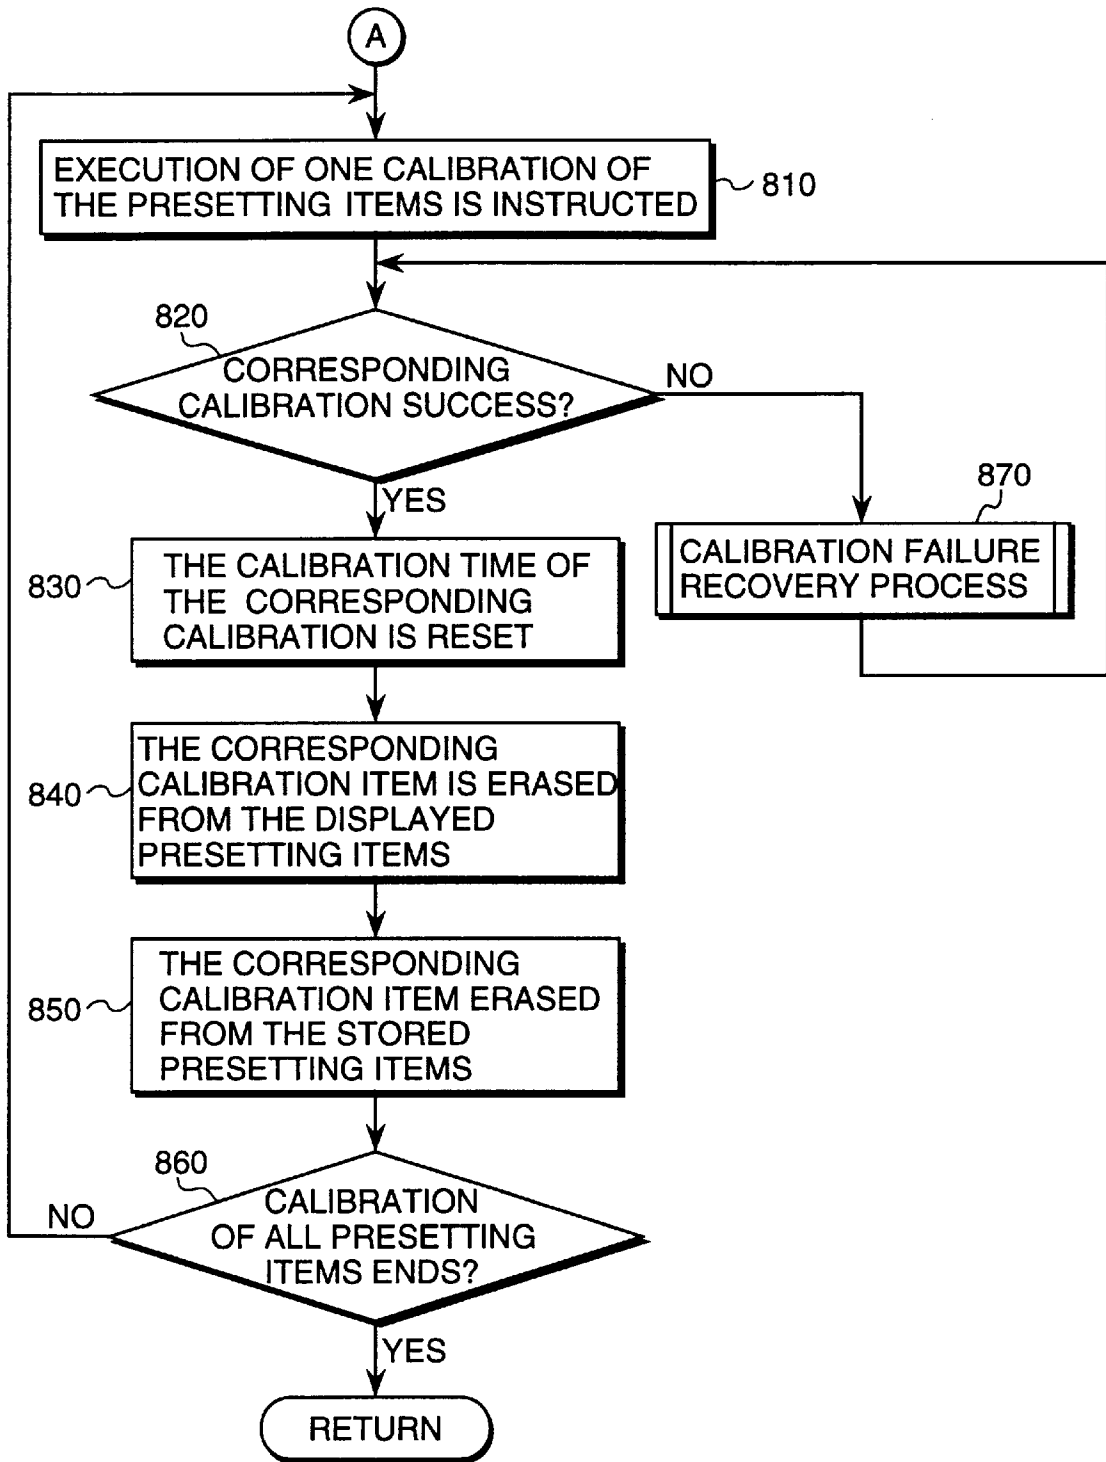 A
EXECUTION OF ONE CALIBRATION OF
THE PRESETTING ITEMS IS INSTRUCTED
810
820
CORRESPONDING
CALIBRATION SUCCESS?
NO
YES
870
CALIBRATION FAILURE
RECOVERY PROCESS
830
THE CALIBRATION TIME OF
THE CORRESPONDING
CALIBRATION IS RESET
840
THE CORRESPONDING
CALIBRATION ITEM IS ERASED
FROM THE DISPLAYED
PRESETTING ITEMS
850
THE CORRESPONDING
CALIBRATION ITEM ERASED
FROM THE STORED
PRESETTING ITEMS
860
CALIBRATION
OF ALL PRESETTING
ITEMS ENDS?
NO
YES
RETURN